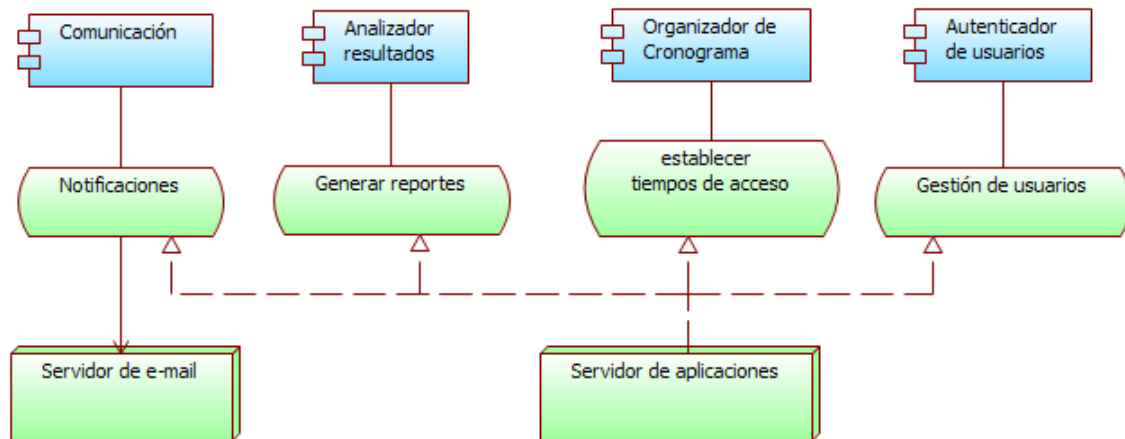 Comunicación
Analizador
resultados
Organizador de
Cronograma
Autenticador
de usuarios
Notificaciones
Generar reportes
establecer
tiempos de acceso
Gestión de usuarios
Servidor de e-mail
Servidor de aplicaciones